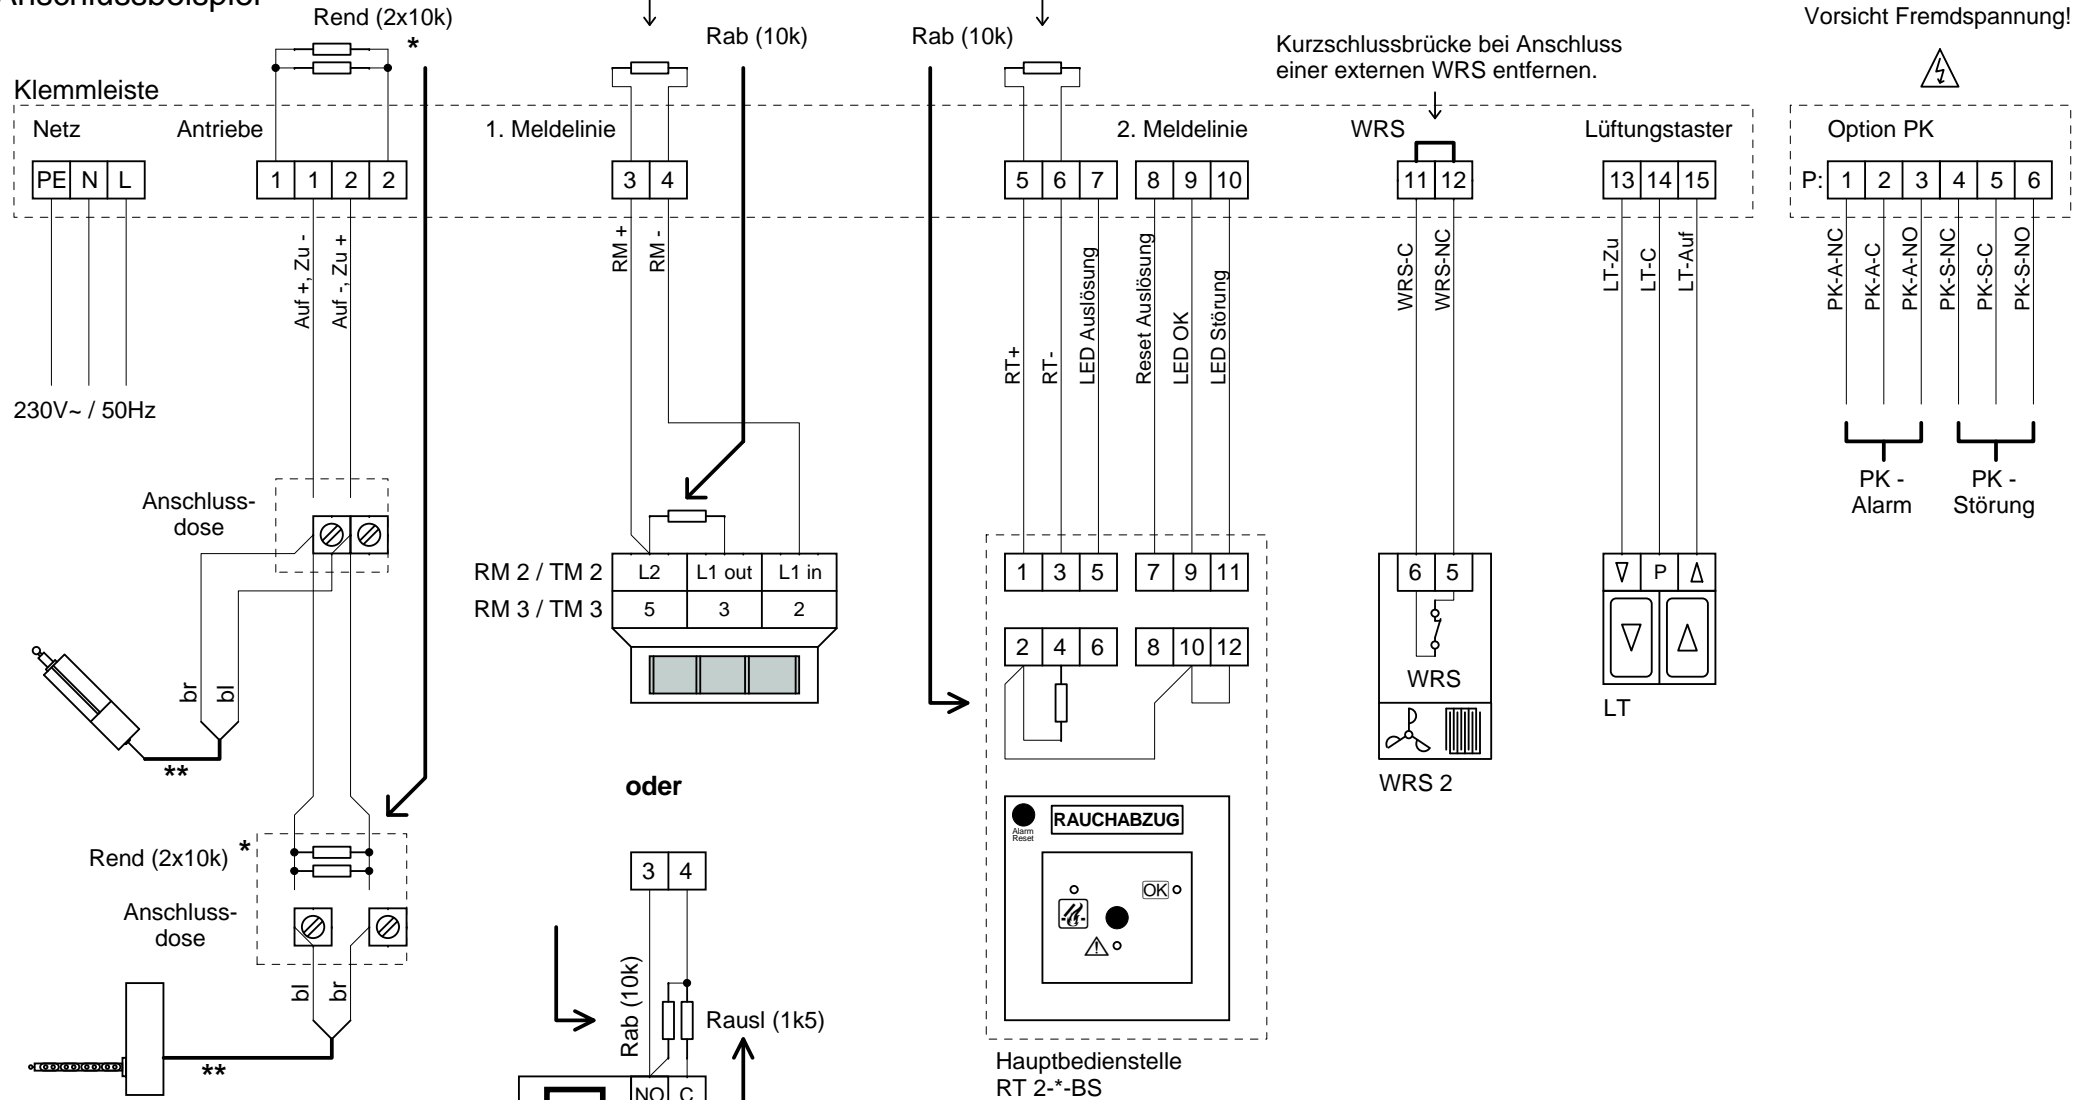 Anschlussbeispiel
Rend (2x10k)
*
Rab (10k)
Rab (10k)
Kurzschlussbrücke bei Anschluss
einer externen WRS entfernen.
Vorsicht Fremdspannung!
Klemmleiste
Netz
Antriebe
1. Meldelinie
2. Meldelinie
WRS
Lüftungstaster
Option PK
PE N L
1 1 2 2
3 4
5 6 7
8 9 10
11 12
13 14 15
P: 1 2 3 4 5 6
Auf +, Zu -
Auf -, Zu +
RM +
RM -
RT+
RT-
LED Auslösung
Reset Auslösung
LED OK
LED Störung
WRS-C
WRS-NC
LT-Zu
LT-C
LT-Auf
PK-A-NC
PK-A-C
PK-A-NO
PK-S-NC
PK-S-C
PK-S-NO
230V~ / 50Hz
PK -
Alarm
PK -
Störung
Anschluss-
dose
RM 2 / TM 2
L2 L1 out L1 in
RM 3 / TM 3
5 3 2
1 3 5
7 9 11
2 4 6
8 10 12
6 5
WRS
WRS 2
P
LT
br
bl
**
oder
Rend (2x10k)
*
Anschluss-
dose
bl
br
**
3 4
Rab (10k)
Rausl (1k5)
NO C
Alarm
Reset
RAUCHABZUG
OK
Hauptbedienstelle
RT 2-*-BS